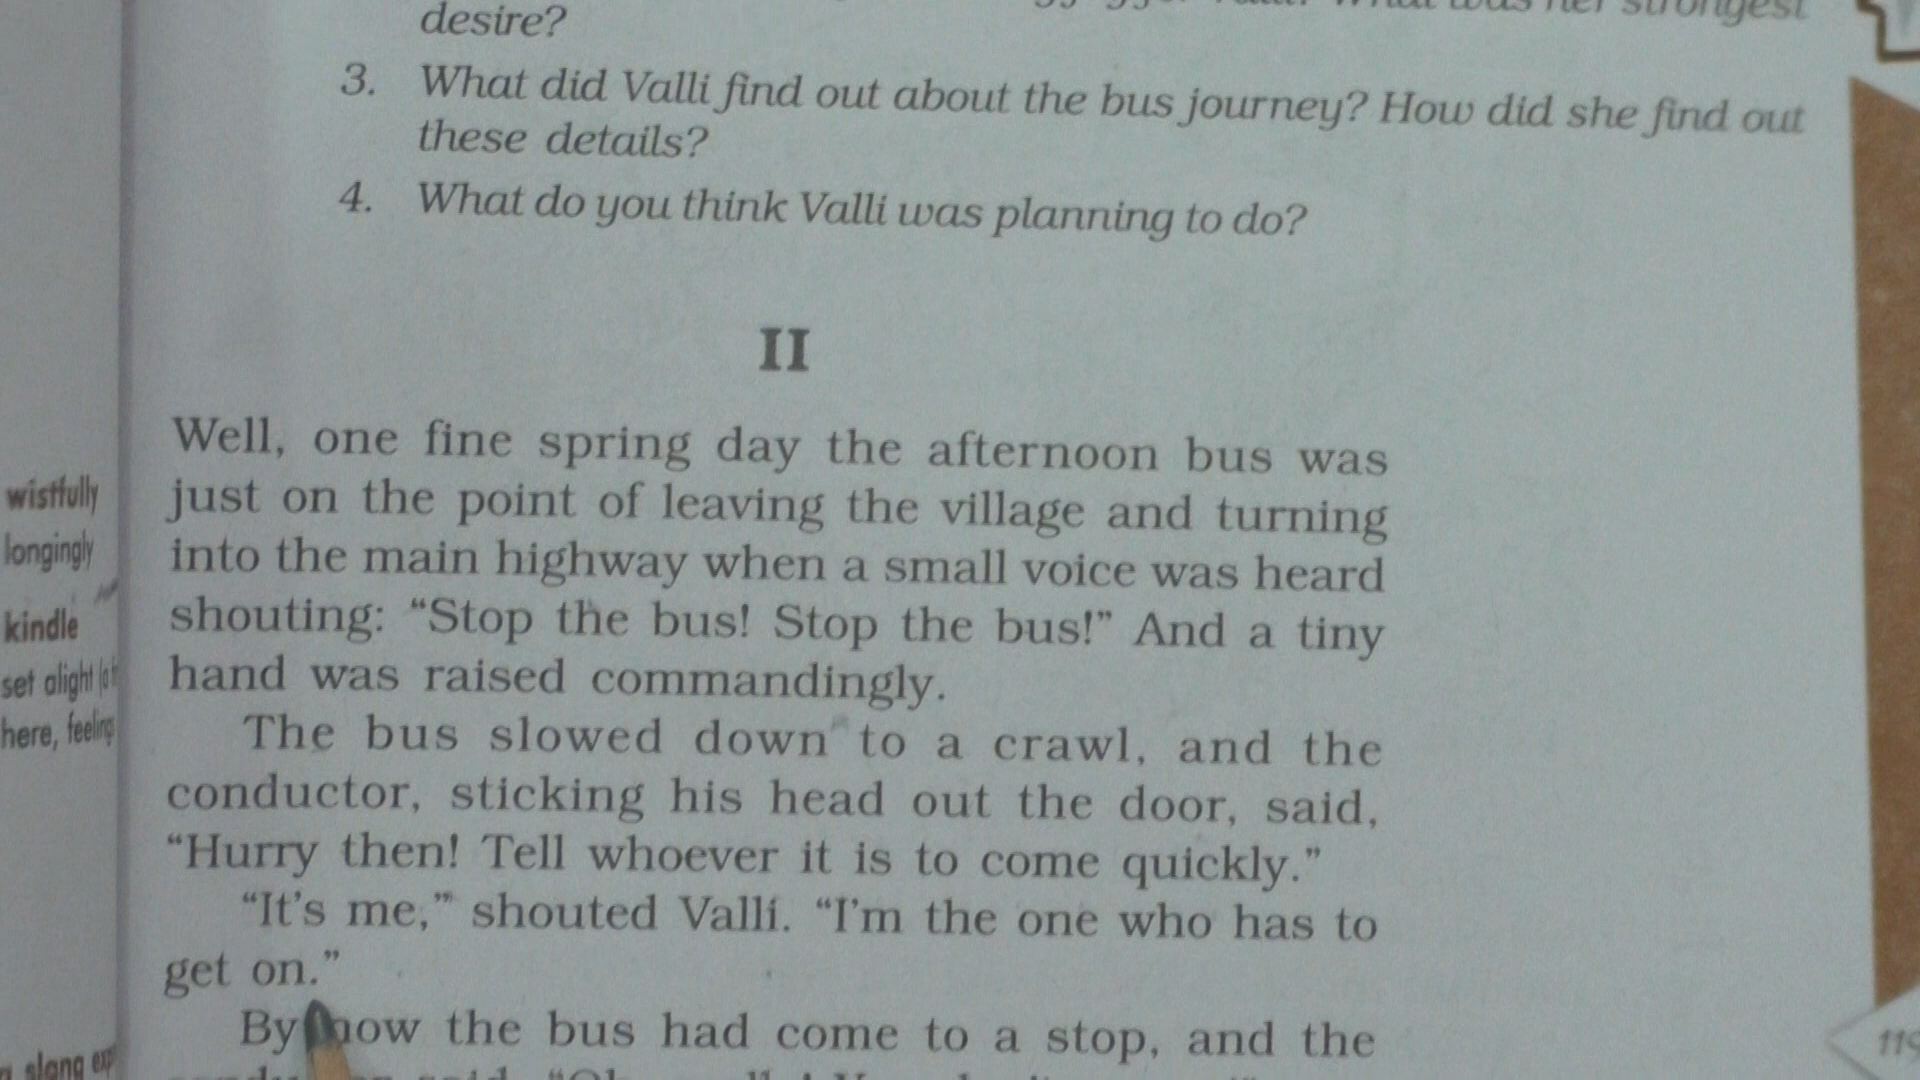 strongest
desire?
3. What did Valli find out about the bus journey? How did she find out
these details?
4. What do you think Valli was planning to do?
II
Well, one fine spring day the afternoon bus was
just on the point of leaving the village and turning
into the main highway when a small voice was heard
shouting: “Stop the bus! Stop the bus!” And a tiny
hand was raised commandingly.
The bus slowed down to a crawl, and the
conductor, sticking his head out the door, said,
“Hurry then! Tell whoever it is to come quickly.”
“It's me,” shouted Valli. “I'm the one who has to
get on.”
By now the bus had come to a stop, and the
wistfully
longingly
kindle
set alight
here, feelings
slang
119